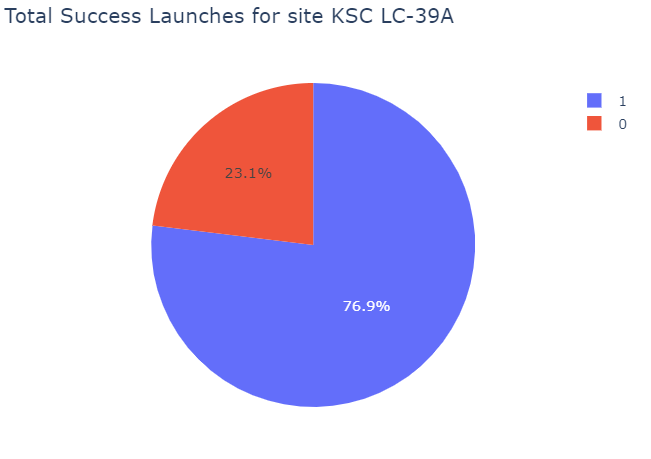 Total Success Launches for site KSC LC-39A
1
0
23.1%
76.9%